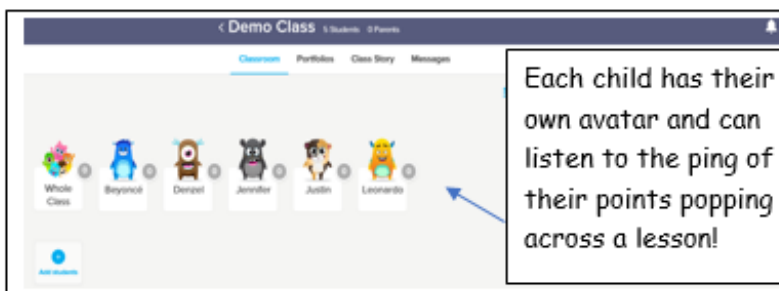 < Demo Class 5 Students 0 Parents
Classroom Portfolios Class Story Messages
Each child has their
own avatar and can
listen to the ping of
their points popping
across a lesson!
0 0 0 0 0 0
Whole Class Beyoncé Denzel Jennifer Justin Leonardo
Add students